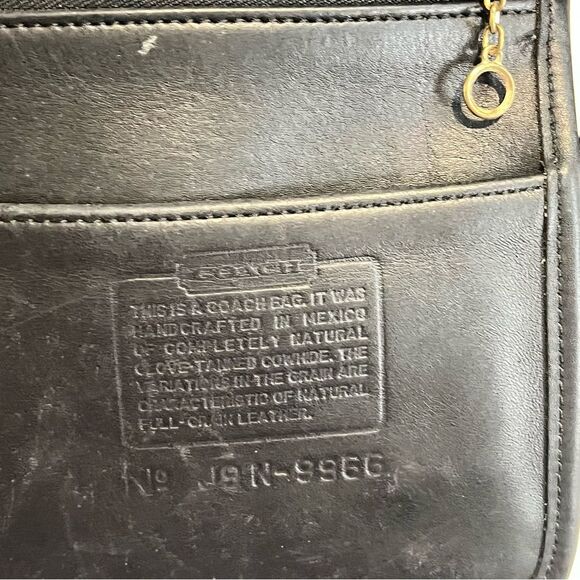 COACH
THIS IS A COACH BAG. IT WAS
HANDCRAFTED IN MEXICO
OF COMPLETELY NATURAL
GLOVE-TANNED COWHIDE. THE
VARIATIONS IN THE GRAIN ARE
CHARACTERISTIC OF NATURAL
FULL-GRAIN LEATHER.
No J9N-9966